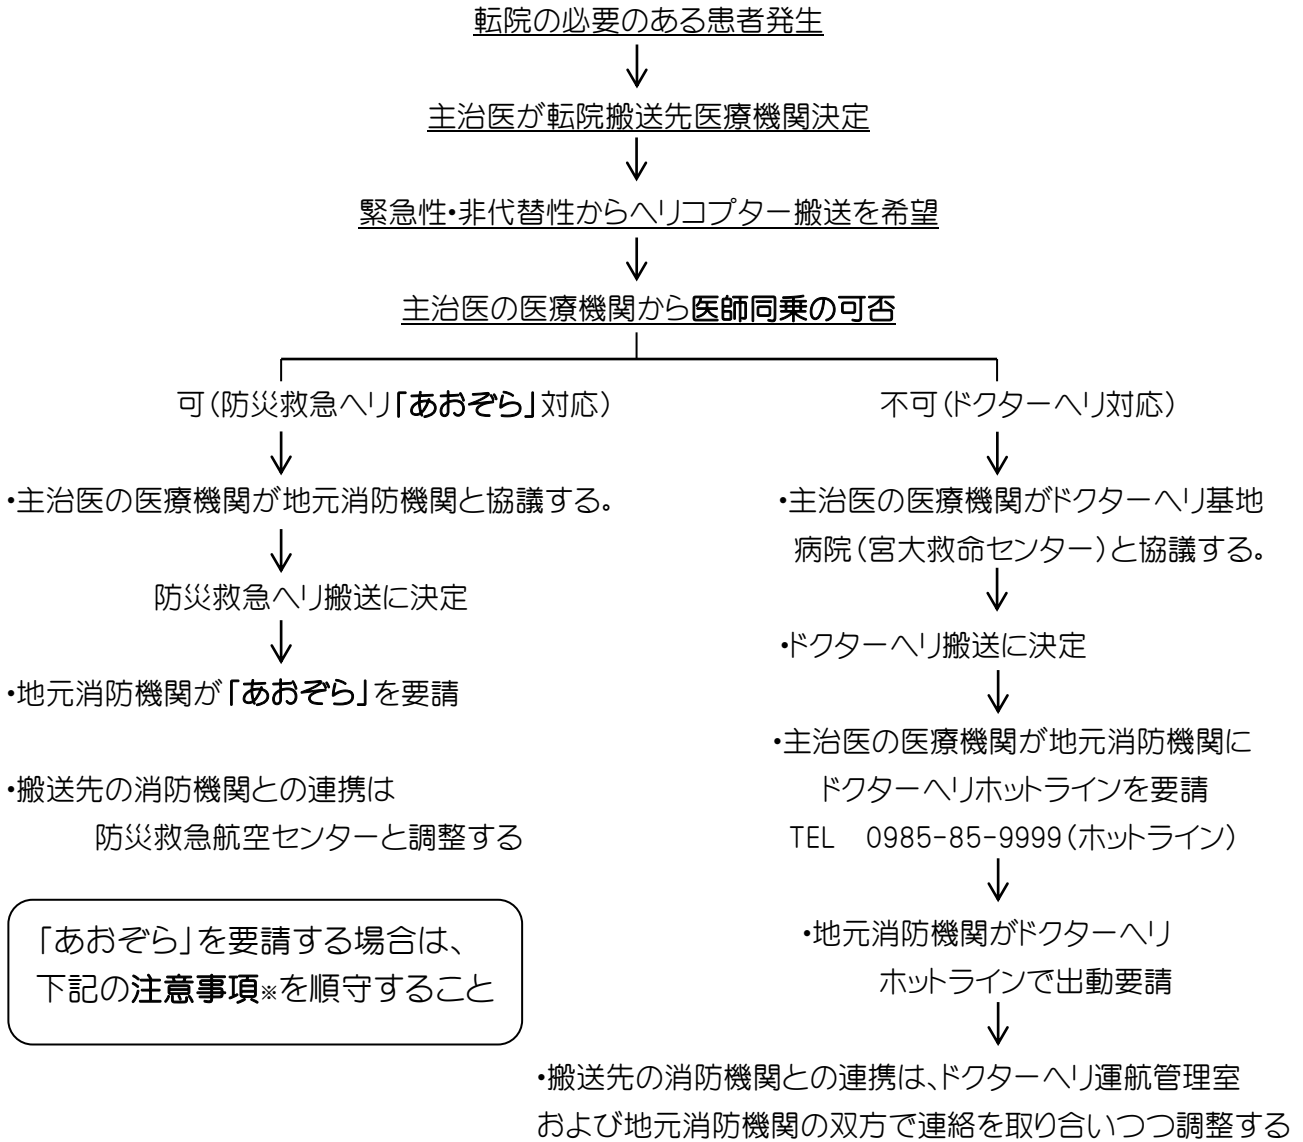 転院の必要のある患者発生
主治医が転院搬送先医療機関決定
緊急性・非代替性からヘリコプター搬送を希望
主治医の医療機関から医師同乗の可否
可(防災救急ヘリ「あおぞら」対応)
・主治医の医療機関が地元消防機関と協議する。
防災救急ヘリ搬送に決定
・地元消防機関が「あおぞら」を要請
・搬送先の消防機関との連携は
防災救急航空センターと調整する
「あおぞら」を要請する場合は、
下記の注意事項※を順守すること
不可(ドクターヘリ対応)
・主治医の医療機関がドクターヘリ基地
病院(宮大救命センター)と協議する。
・ドクターヘリ搬送に決定
・主治医の医療機関が地元消防機関に
ドクターヘリホットラインを要請
TEL　0985-85-9999(ホットライン)
・地元消防機関がドクターヘリ
ホットラインで出動要請
・搬送先の消防機関との連携は、ドクターヘリ運航管理室
および地元消防機関の双方で連絡を取り合いつつ調整する